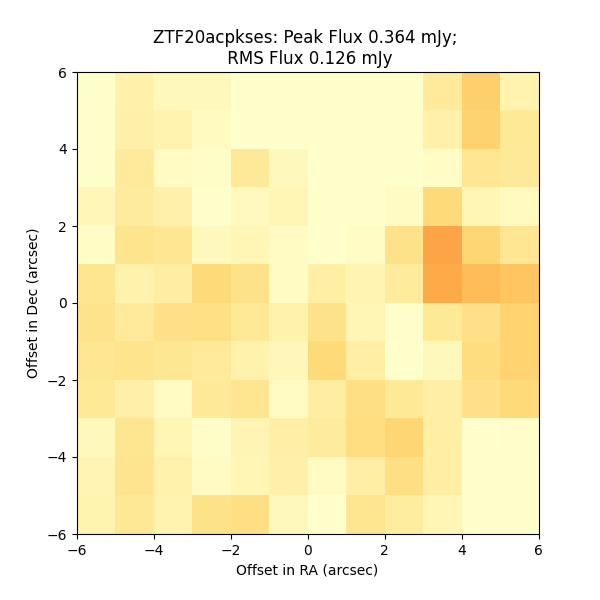 ZTF20acpkses: Peak Flux 0.364 mJy;
RMS Flux 0.126 mJy
6
4
2
0
−2
−4
−6
Offset in Dec (arcsec)
−6 −4 −2 0 2 4 6
Offset in RA (arcsec)